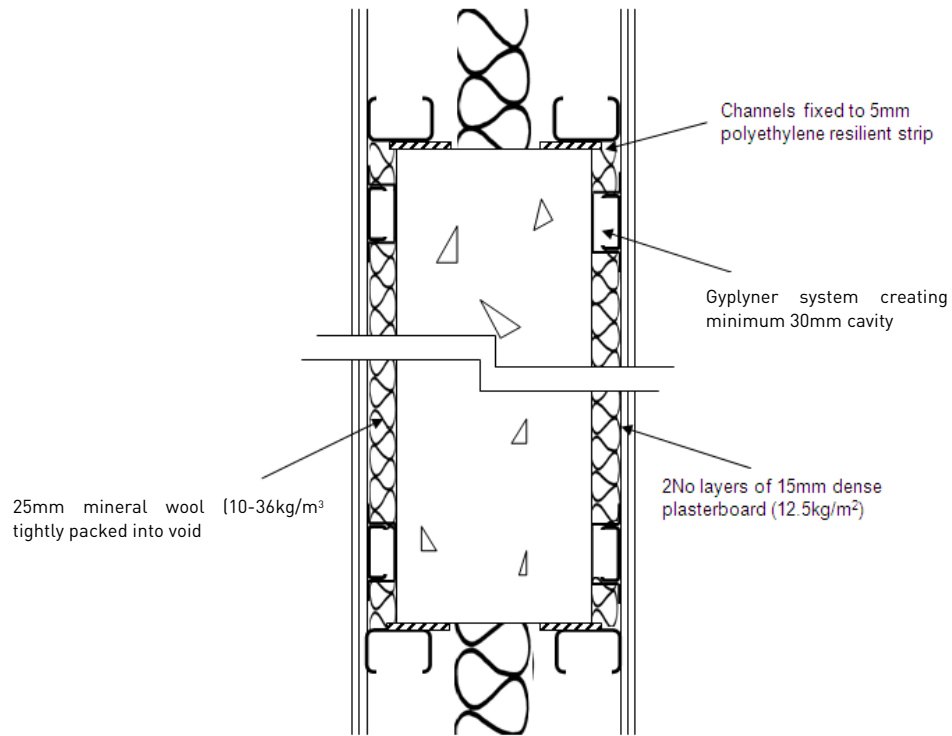 Channels fixed to 5mm
polyethylene resilient strip
Gyplyner system creating
minimum 30mm cavity
2No layers of 15mm dense
plasterboard (12.5kg/m²)
25mm mineral wool (10-36kg/m³
tightly packed into void